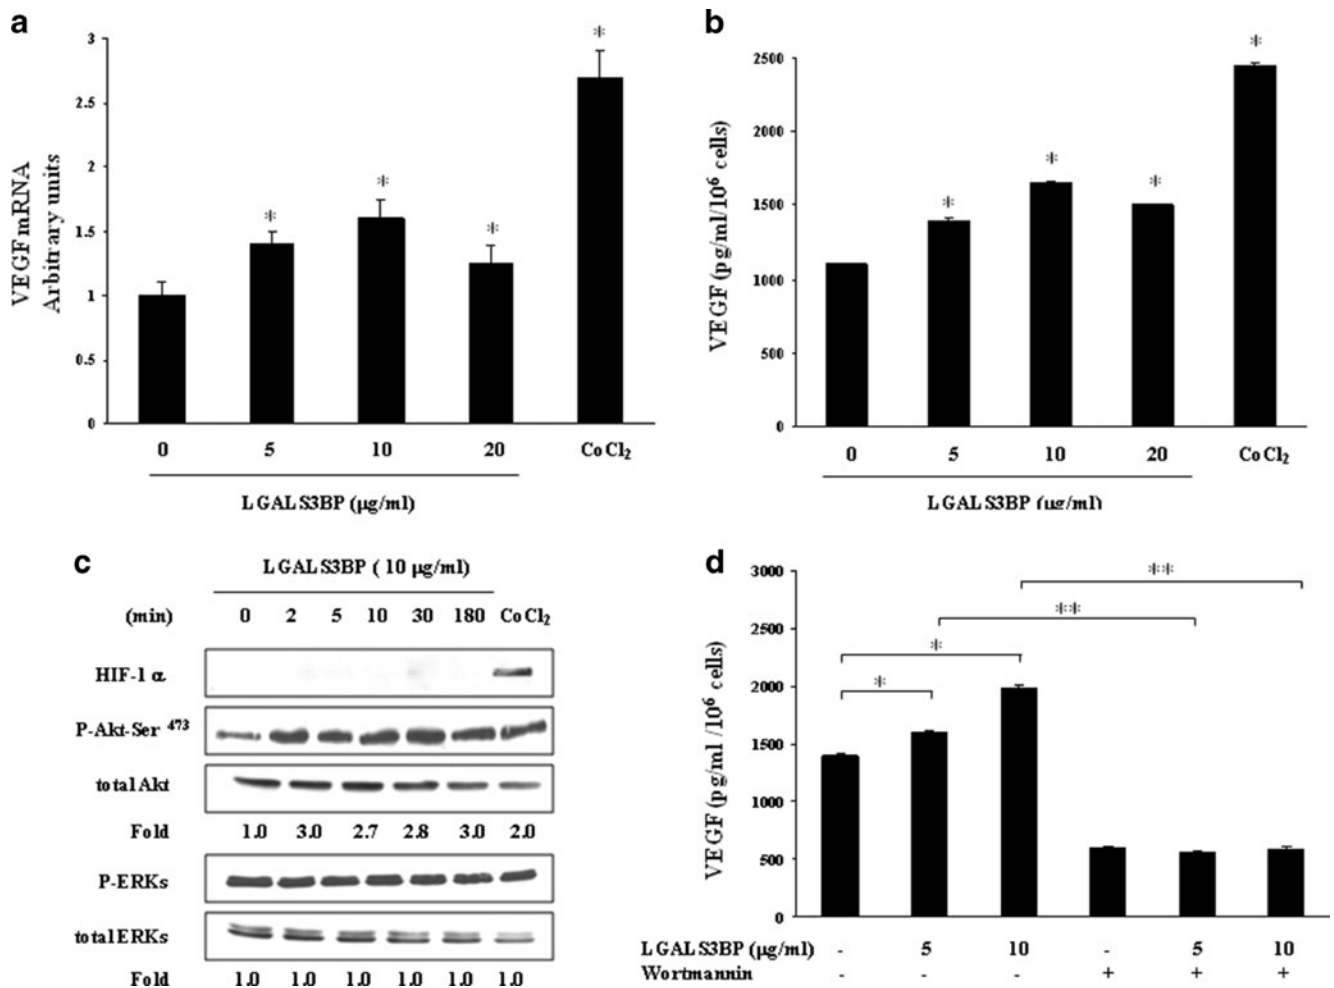 a
3
2.5
2
1.5
1
0.5
0
VEGF mRNA
Arbitrary units
*
*
*
*
0 5 10 20 CoCl2
LGALS3BP (µg/ml)
b
2500
2000
1500
1000
500
0
VEGF (pg/ml/10^6 cells)
*
*
*
*
0 5 10 20 CoCl2
LGALS3BP (µg/ml)
c
LGALS3BP ( 10 µg/ml)
(min) 0 2 5 10 30 180 CoCl2
HIF-1 α
P-Akt-Ser 473
total Akt
Fold 1.0 3.0 2.7 2.8 3.0 2.0
P-ERKs
total ERKs
Fold 1.0 1.0 1.0 1.0 1.0 1.0
d
3000
2500
2000
1500
1000
500
0
VEGF (pg/ml /10^6 cells)
**
**
*
*
LGALS3BP (µg/ml) - 5 10 - 5 10
Wortmannin - - - + + +